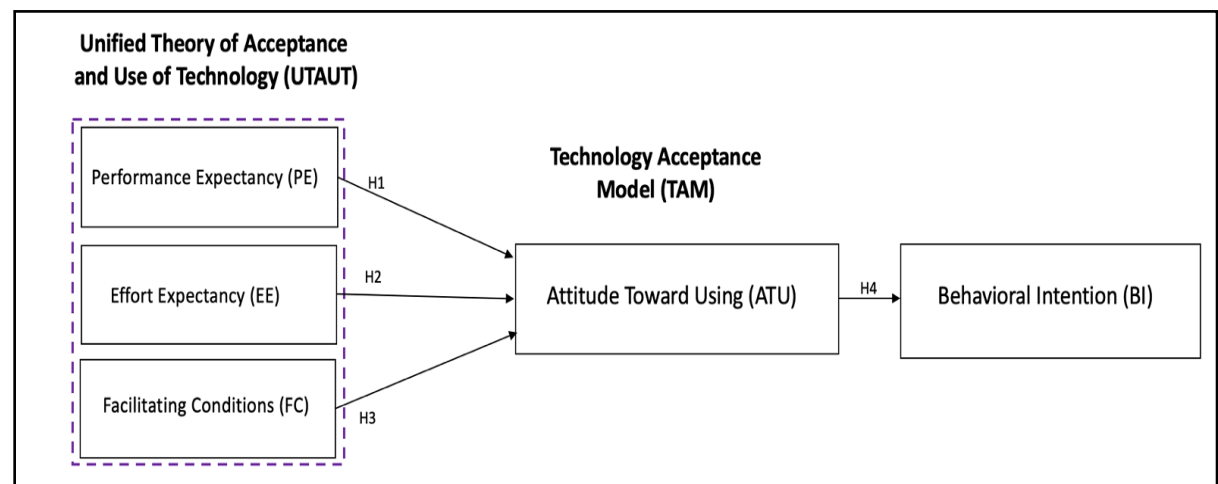 Unified Theory of Acceptance
and Use of Technology (UTAUT)
Performance Expectancy (PE)
H1
Technology Acceptance
Model (TAM)
Effort Expectancy (EE)
H2
Attitude Toward Using (ATU)
H4
Behavioral Intention (BI)
Facilitating Conditions (FC)
H3